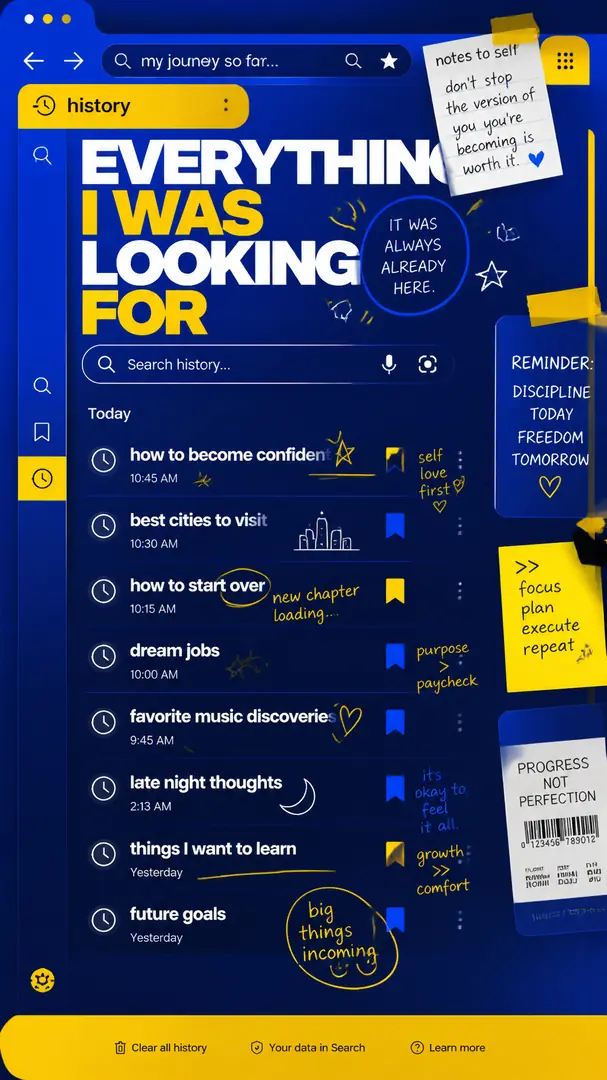 my journey so far...
notes to self
don't stop
the version of
you you're
becoming is
worth it.
history
EVERYTHING
I WAS
LOOKING
FOR
IT WAS
ALWAYS
ALREADY
HERE.
Search history...
REMINDER:
DISCIPLINE
TODAY
FREEDOM
TOMORROW
Today
how to become confident
10:45 AM
self
love
first
best cities to visit
10:30 AM
how to start over
10:15 AM
new chapter
loading....
>>
focus
plan
execute
repeat
dream jobs
10:00 AM
purpose
>
paycheck
favorite music discoveries
9:45 AM
late night thoughts
2:13 AM
it's
okay to
feel
it all.
PROGRESS
NOT
PERFECTION
0 123456 789012
things I want to learn
Yesterday
growth
>>
comfort
future goals
Yesterday
big
things
incoming
Clear all history
Your data in Search
Learn more